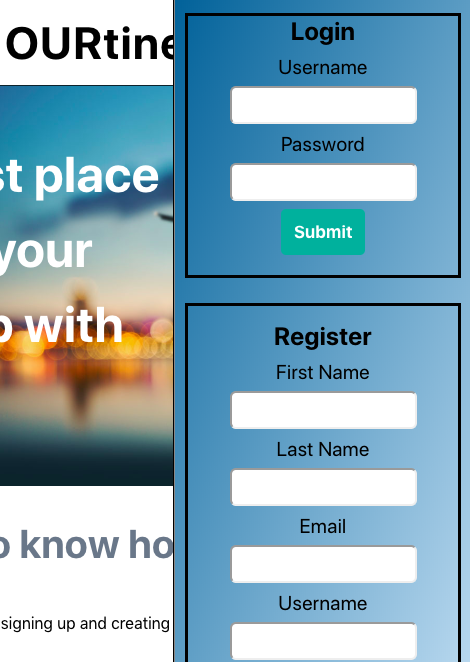 OURtine
st place
your
p with
o know ho
signing up and creating
Login
Username
Password
Submit
Register
First Name
Last Name
Email
Username